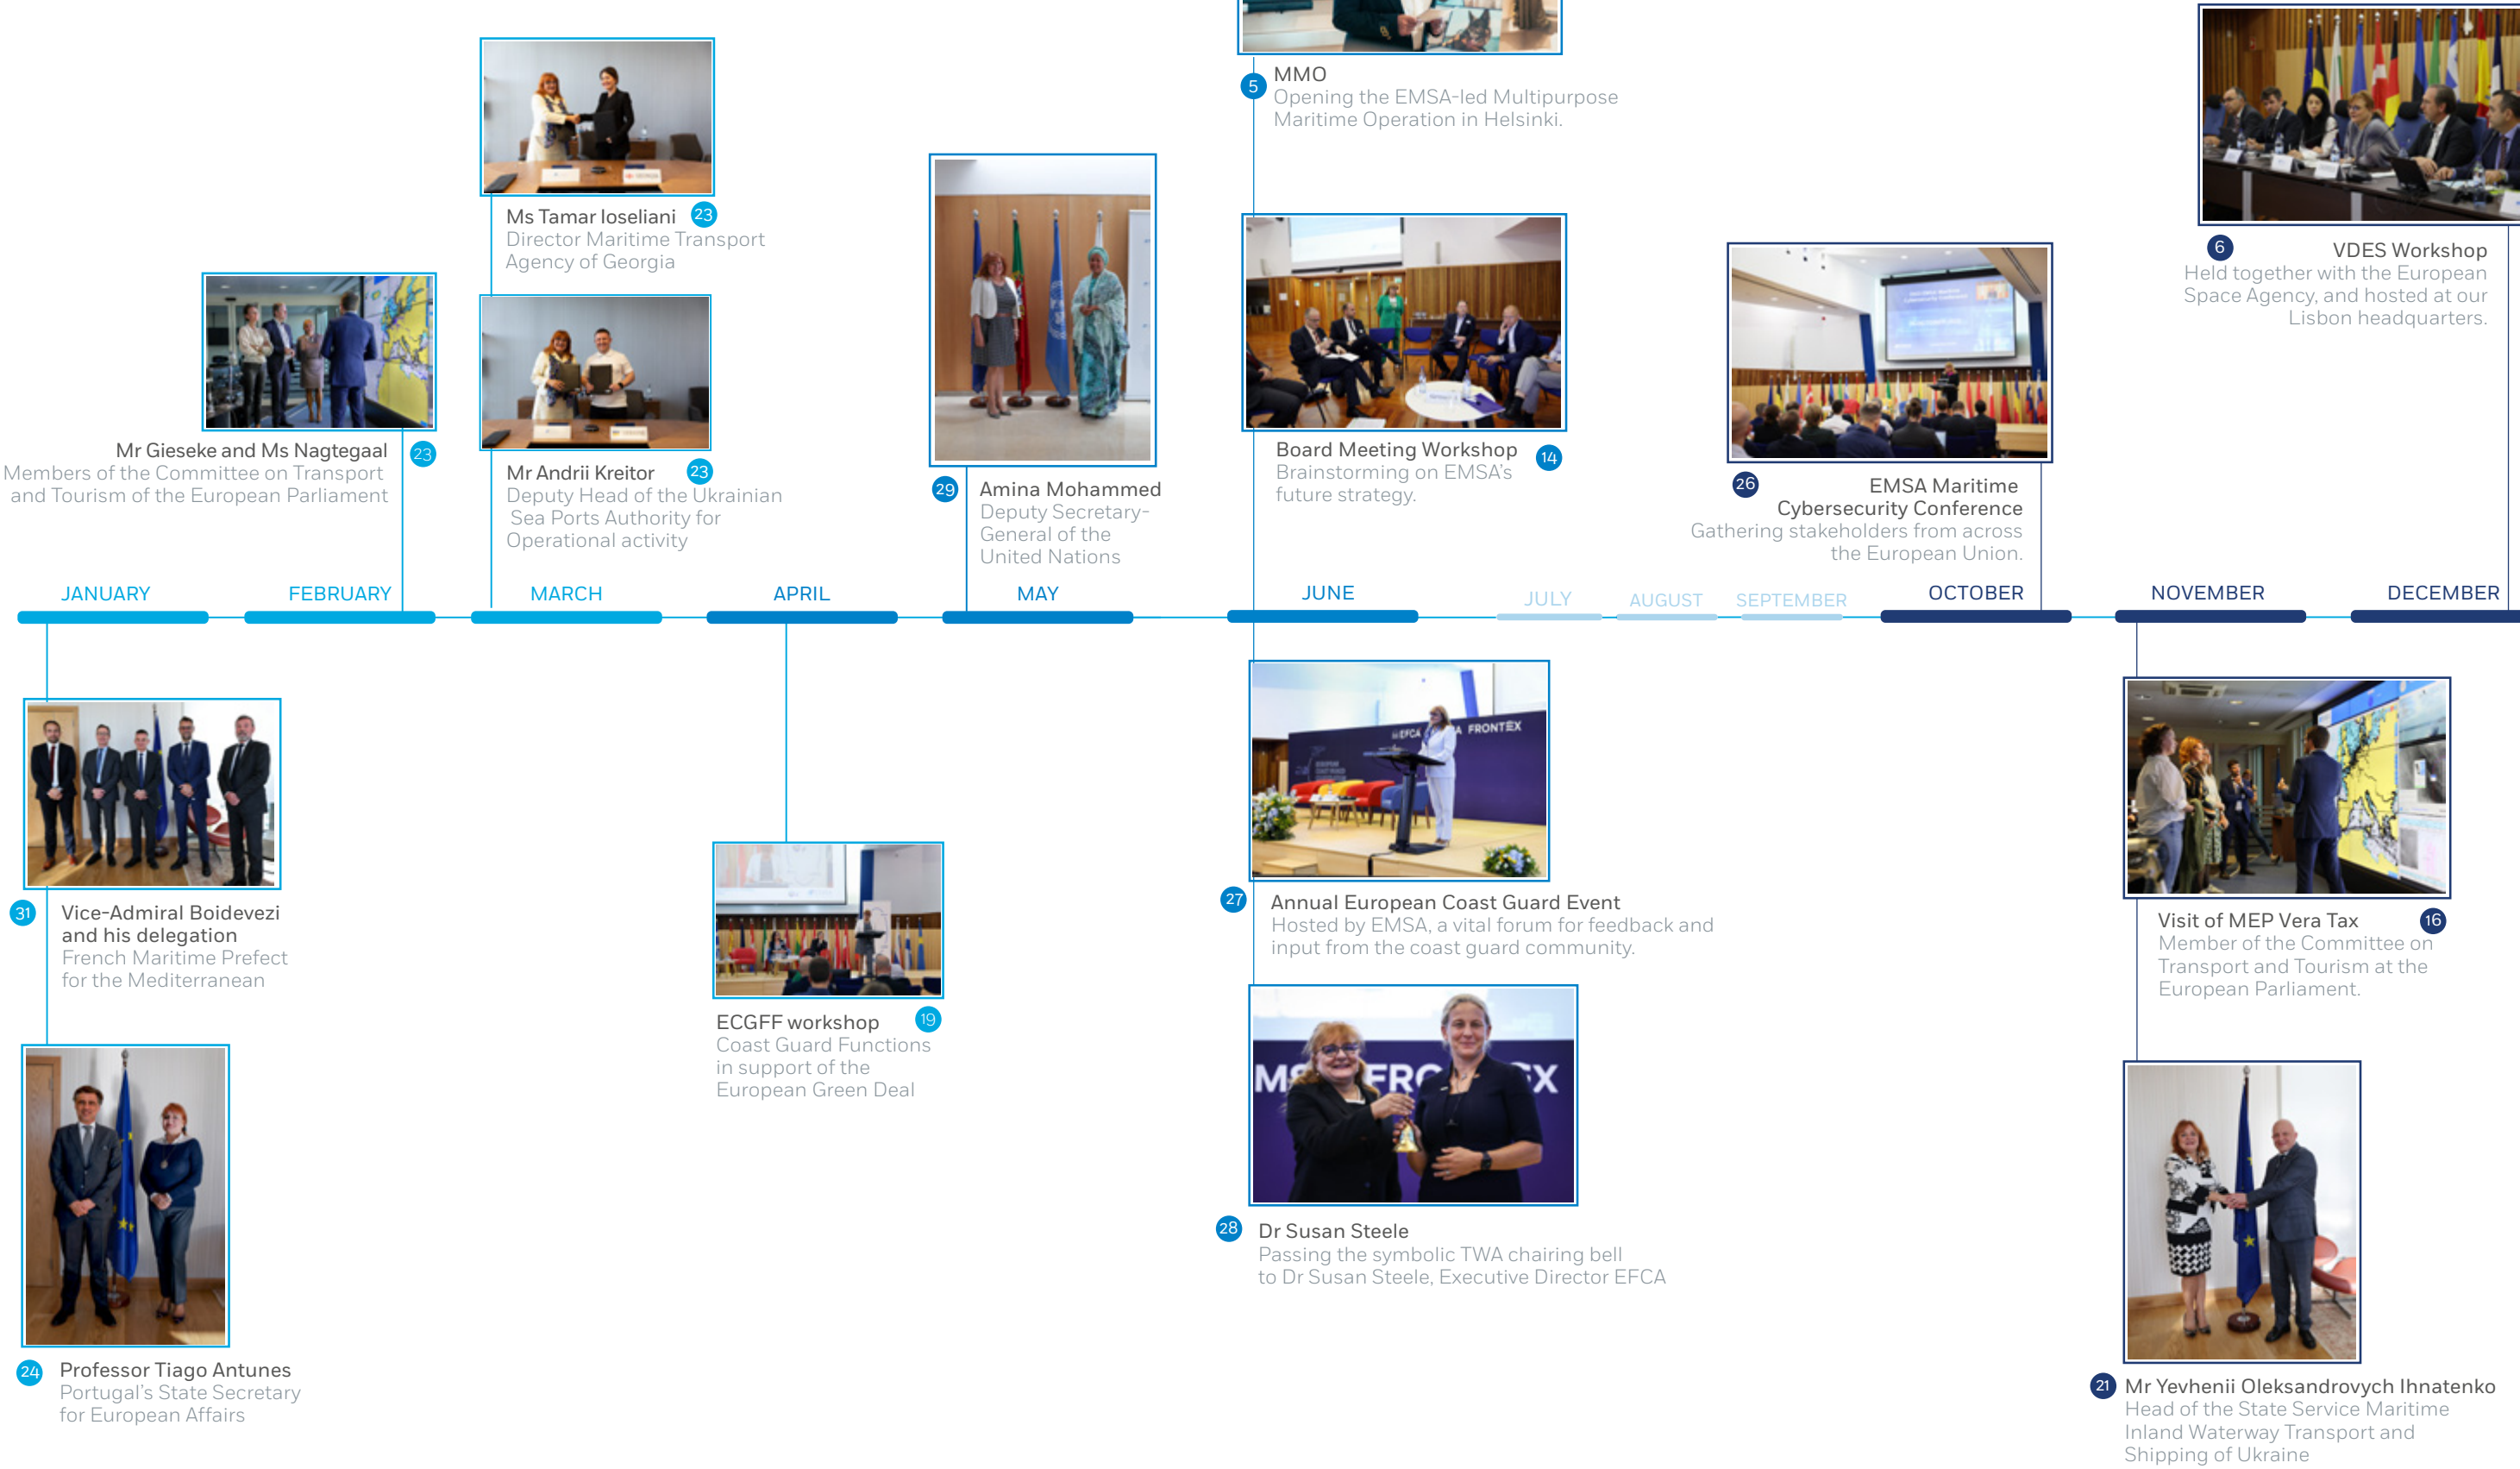 5
MMO
Opening the EMSA-led Multipurpose
Maritime Operation in Helsinki.
Ms Tamar Ioseliani 23
Director Maritime Transport
Agency of Georgia
6
VDES Workshop
Held together with the European
Space Agency, and hosted at our
Lisbon headquarters.
Mr Gieseke and Ms Nagtegaal 23
Members of the Committee on Transport
and Tourism of the European Parliament
Mr Andrii Kreitor 23
Deputy Head of the Ukrainian
Sea Ports Authority for
Operational activity
29 Amina Mohammed
Deputy Secretary-
General of the
United Nations
Board Meeting Workshop 14
Brainstorming on EMSA's
future strategy.
26
EMSA Maritime
Cybersecurity Conference
Gathering stakeholders from across
the European Union.
JANUARY FEBRUARY MARCH APRIL MAY JUNE JULY AUGUST SEPTEMBER OCTOBER NOVEMBER DECEMBER
31 Vice-Admiral Boidevezi
and his delegation
French Maritime Prefect
for the Mediterranean
24 Professor Tiago Antunes
Portugal's State Secretary
for European Affairs
ECGFF workshop 19
Coast Guard Functions
in support of the
European Green Deal
EFCA FRONTEX
27 Annual European Coast Guard Event
Hosted by EMSA, a vital forum for feedback and
input from the coast guard community.
28 Dr Susan Steele
Passing the symbolic TWA chairing bell
to Dr Susan Steele, Executive Director EFCA
Visit of MEP Vera Tax 16
Member of the Committee on
Transport and Tourism at the
European Parliament.
21 Mr Yevhenii Oleksandrovych Ihnatenko
Head of the State Service Maritime
Inland Waterway Transport and
Shipping of Ukraine